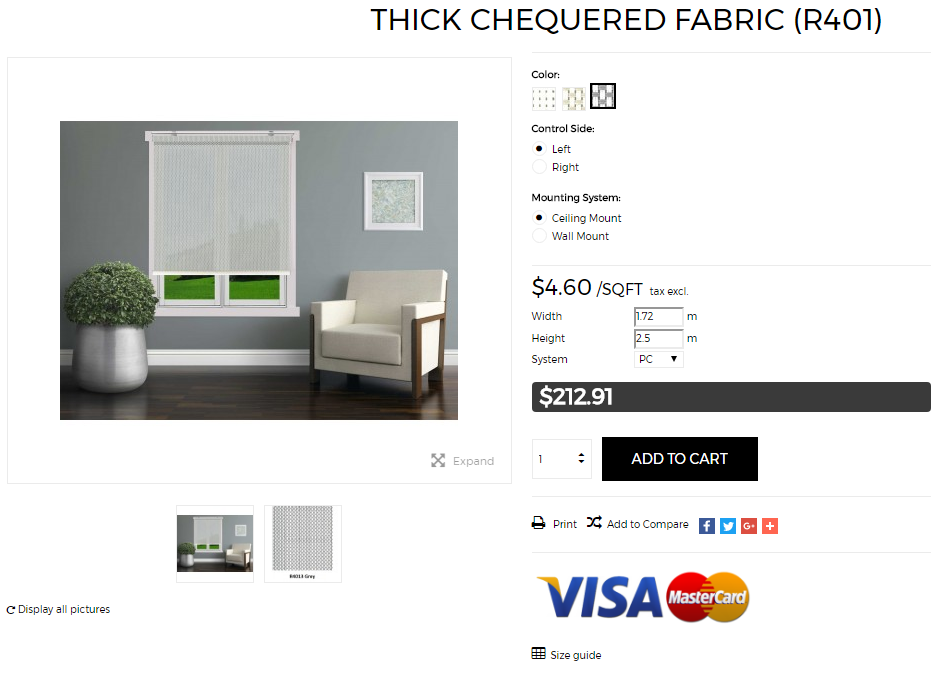 THICK CHEQUERED FABRIC (R401)
Color:
Control Side:
Left
Right
Mounting System:
Ceiling Mount
Wall Mount
$4.60 /SQFT tax excl.
Width 1.72 m
Height 2.5 m
System PC
$212.91
1 ADD TO CART
Expand
Print Add to Compare
R4013 Grey
Display all pictures
VISA MasterCard
Size guide